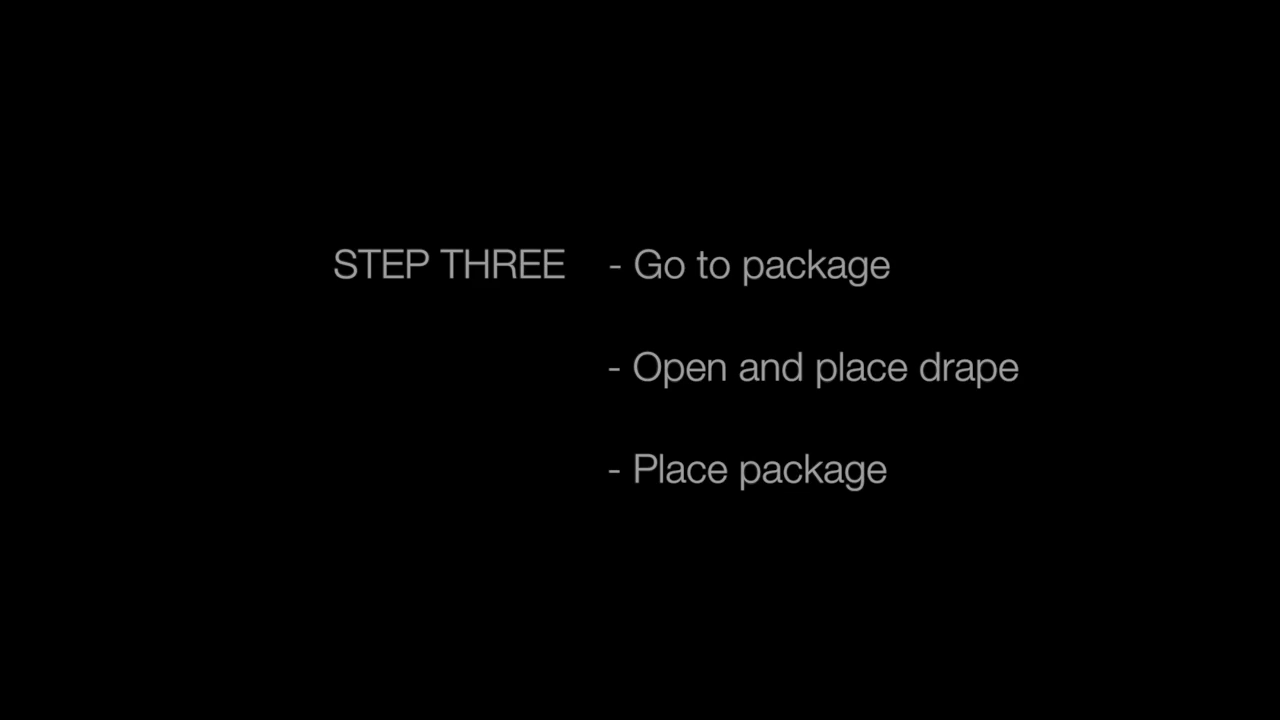 STEP THREE - Go to package
- Open and place drape
- Place package